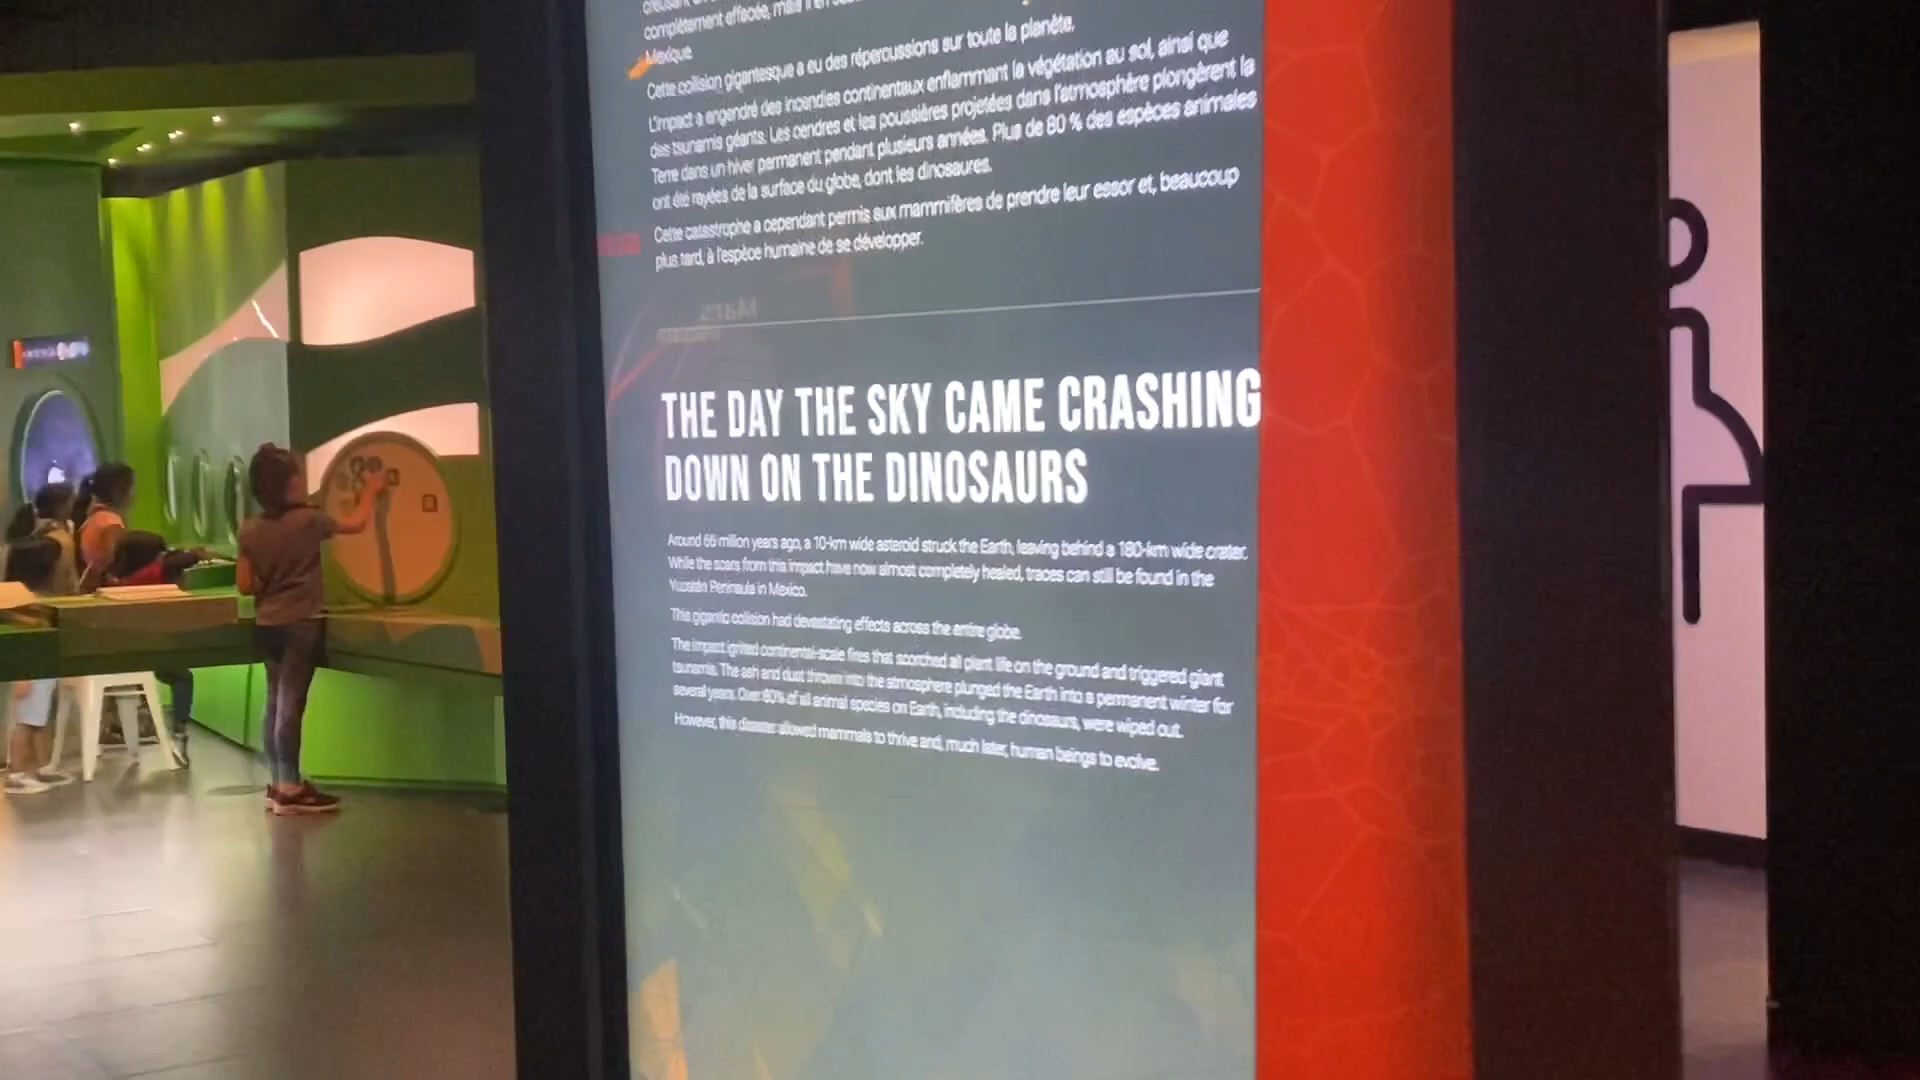 complètement effacée, mais il en
Mexique.
Cette collision gigantesque a eu des répercussions sur toute la planète.
L'impact a engendré des incendies continentaux enflammant la végétation au sol, ainsi que
des tsunamis géants. Les cendres et les poussières projetées dans l'atmosphère plongèrent la
Terre dans un hiver permanent pendant plusieurs années. Plus de 80 % des espèces animales
ont été rayées de la surface du globe, dont les dinosaures.
Cette catastrophe a cependant permis aux mammifères de prendre leur essor et, beaucoup
plus tard, à l'espèce humaine de se développer.
THE DAY THE SKY CAME CRASHING
DOWN ON THE DINOSAURS
Around 66 million years ago, a 10-km wide asteroid struck the Earth, leaving behind a 180-km wide crater.
While the scars from this impact have now almost completely healed, traces can still be found in the
Yucatán Peninsula in Mexico.
This gigantic collision had devastating effects across the entire globe.
The impact ignited continental-scale fires that scorched all plant life on the ground and triggered giant
tsunamis. The ash and dust thrown into the atmosphere plunged the Earth into a permanent winter for
several years. Over 80% of all animal species on Earth, including the dinosaurs, were wiped out.
However, this disaster allowed mammals to thrive and, much later, human beings to evolve.